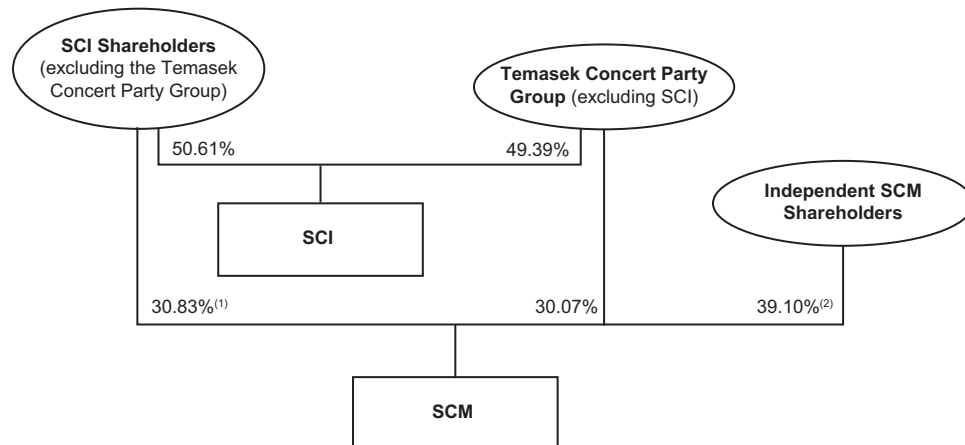 SCI Shareholders
(excluding the Temasek
Concert Party Group)
Temasek Concert Party
Group (excluding SCI)
50.61%
49.39%
Independent SCM
Shareholders
SCI
30.83%(1)
30.07%
39.10%(2)
SCM